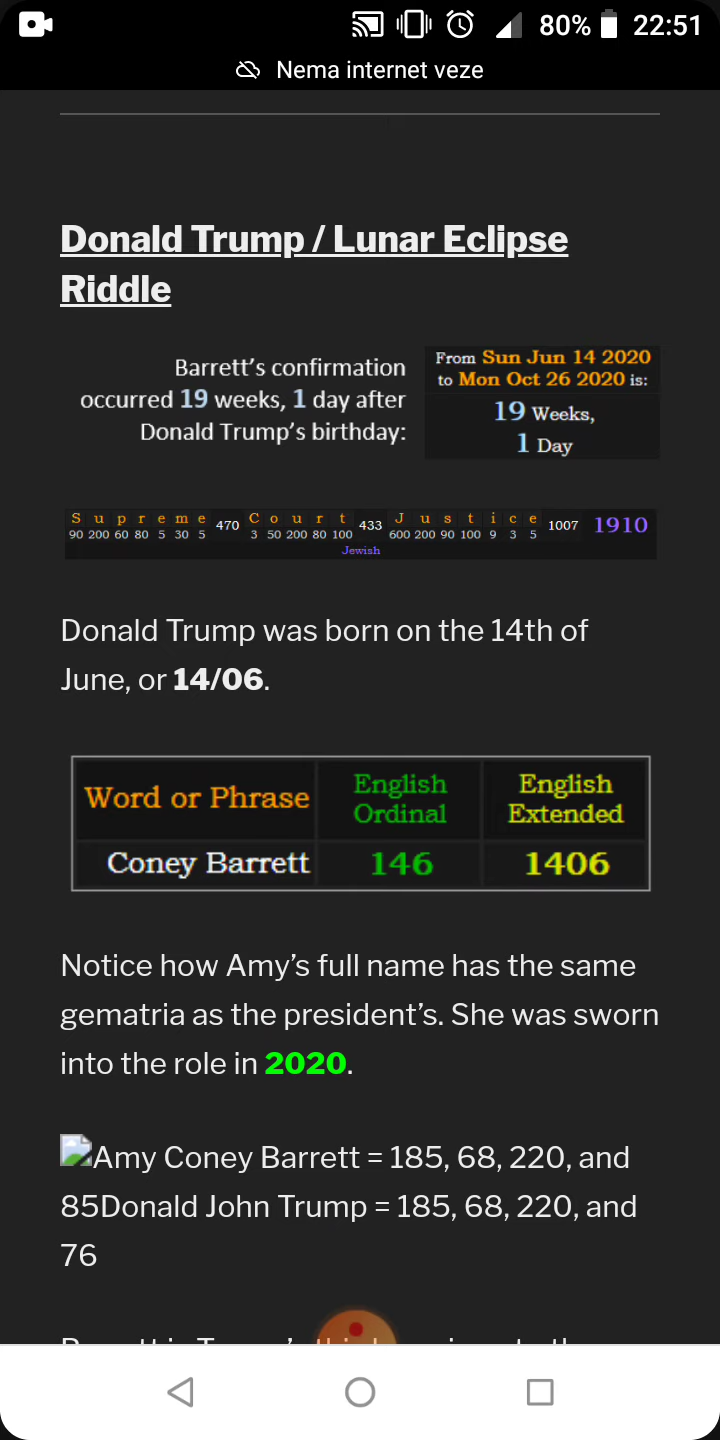 80% 22:51
Nema internet veze
Donald Trump / Lunar Eclipse
Riddle
Barrett's confirmation
occurred 19 weeks, 1 day after
Donald Trump's birthday:
From Sun Jun 14 2020
to Mon Oct 26 2020 is:
19 Weeks,
1 Day
S u p r e m e 470 C o u r t 433 J u s t i c e 1007 1910
90 200 60 80 5 30 5 3 50 200 80 100 600 200 90 100 9 3 5
Jewish
Donald Trump was born on the 14th of
June, or 14/06.
Word or Phrase English Ordinal English Extended
Coney Barrett 146 1406
Notice how Amy's full name has the same
gematria as the president's. She was sworn
into the role in 2020.
Amy Coney Barrett = 185, 68, 220, and
85Donald John Trump = 185, 68, 220, and
76